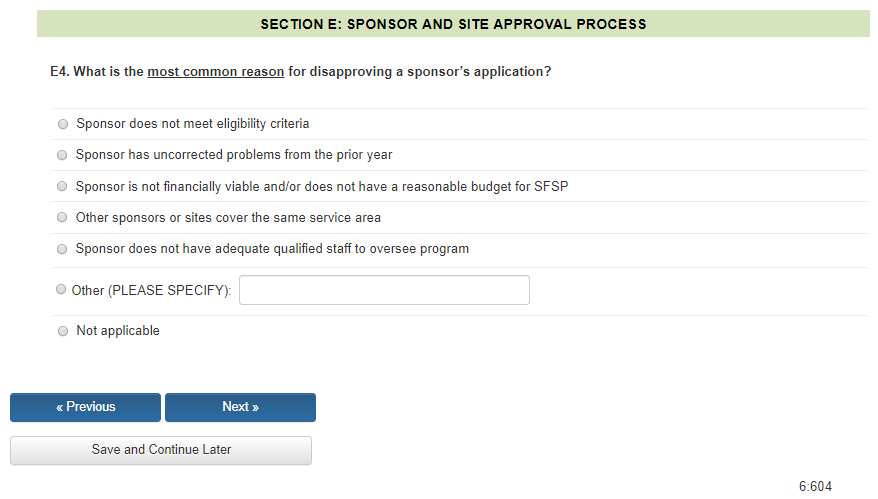 SECTION E: SPONSOR AND SITE APPROVAL PROCESS
E4. What is the most common reason for disapproving a sponsor's application?
Sponsor does not meet eligibility criteria
Sponsor has uncorrected problems from the prior year
Sponsor is not financially viable and/or does not have a reasonable budget for SFSP
Other sponsors or sites cover the same service area
Sponsor does not have adequate qualified staff to oversee program
Other (PLEASE SPECIFY):
Not applicable
« Previous Next »
Save and Continue Later
6:604